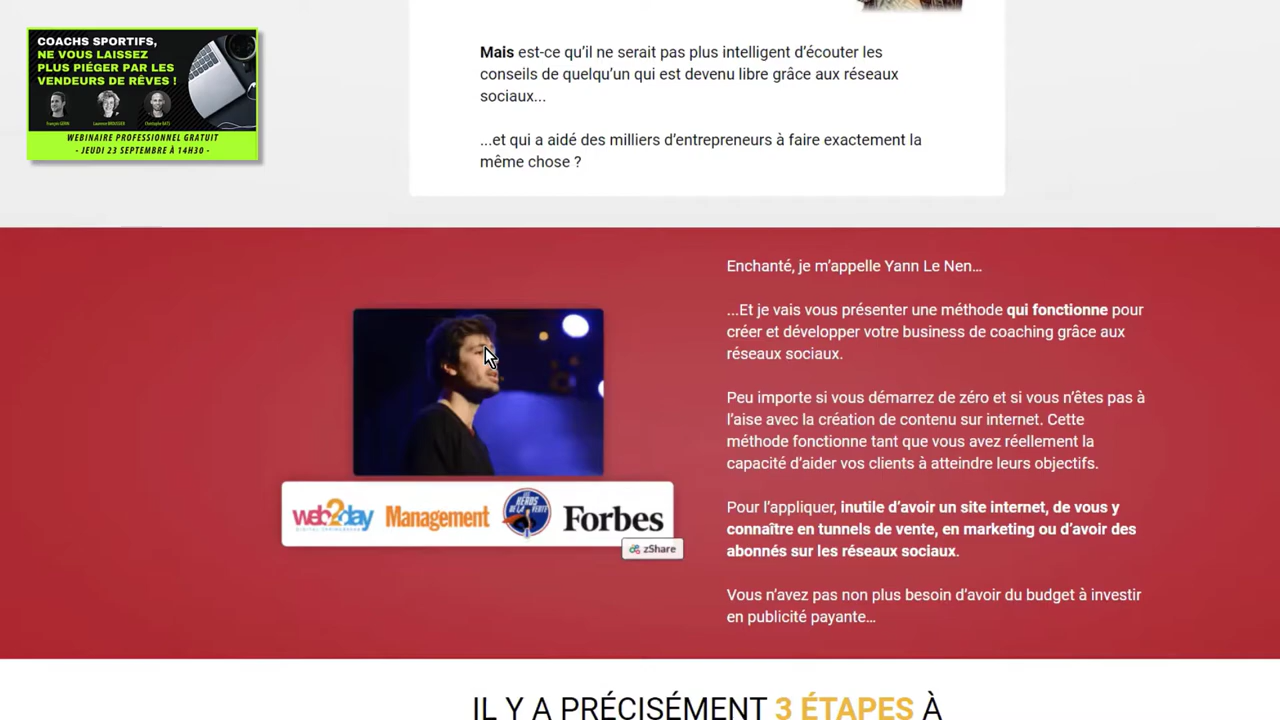 COACHS SPORTIFS,
NE VOUS LAISSEZ
PLUS PIÉGER PAR LES
VENDEURS DE RÊVES !
WEBINAIRE PROFESSIONNEL GRATUIT
- JEUDI 23 SEPTEMBRE À 14H30 -
Mais est-ce qu’il ne serait pas plus intelligent d’écouter les
conseils de quelqu’un qui est devenu libre grâce aux réseaux
sociaux...
...et qui a aidé des milliers d’entrepreneurs à faire exactement la
même chose ?
Enchanté, je m’appelle Yann Le Nen…
...Et je vais vous présenter une méthode qui fonctionne pour
créer et développer votre business de coaching grâce aux
réseaux sociaux.
Peu importe si vous démarrez de zéro et si vous n’êtes pas à
l’aise avec la création de contenu sur internet. Cette
méthode fonctionne tant que vous avez réellement la
capacité d’aider vos clients à atteindre leurs objectifs.
Pour l’appliquer, inutile d’avoir un site internet, de vous y
connaître en tunnels de vente, en marketing ou d’avoir des
abonnés sur les réseaux sociaux.
Vous n’avez pas non plus besoin d’avoir du budget à investir
en publicité payante…
web2day
Management
LES HÉROS DE LA VENTE
Forbes
zShare
IL Y A PRÉCISÉMENT 3 ÉTAPES À